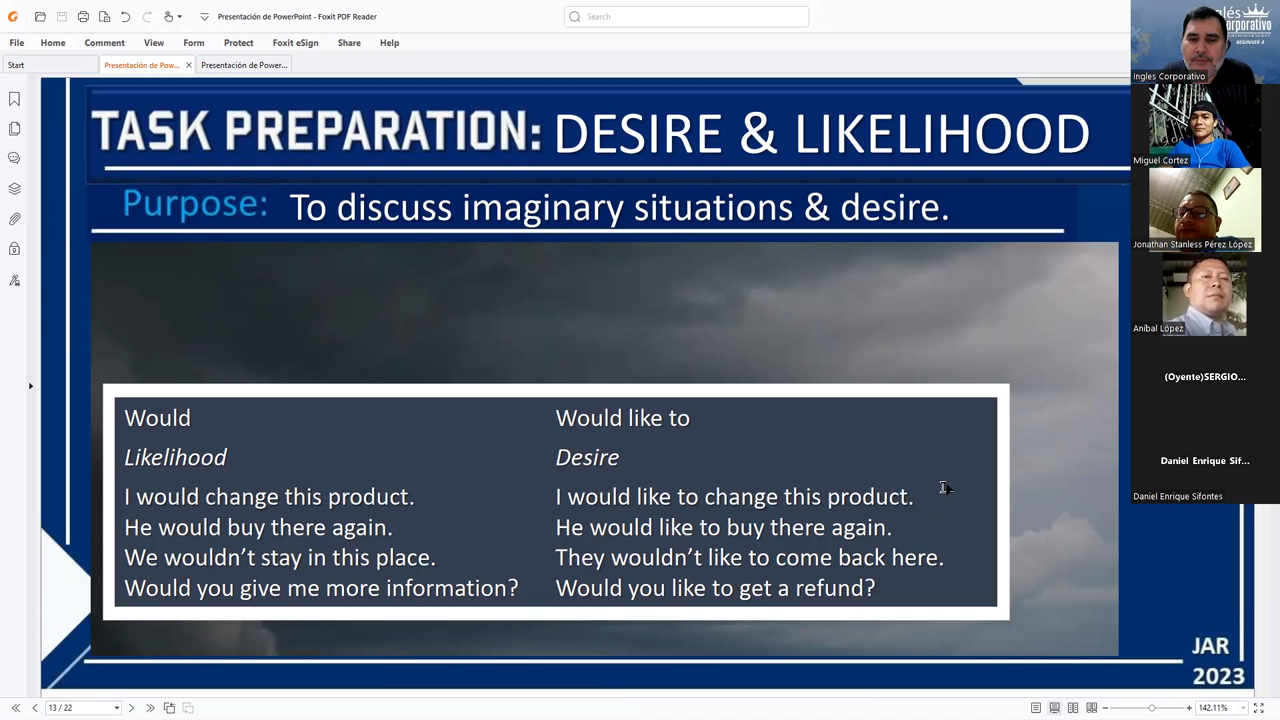 Presentación de PowerPoint - Foxit PDF Reader
Search
File Home Comment View Form Protect Foxit eSign Share Help
Start
Presentación de Pow...
Presentación de Power...
TASK PREPARATION: DESIRE & LIKELIHOOD
Purpose: To discuss imaginary situations & desire.
Would
Likelihood
I would change this product.
He would buy there again.
We wouldn't stay in this place.
Would you give me more information?
Would like to
Desire
I would like to change this product.
He would like to buy there again.
They wouldn't like to come back here.
Would you like to get a refund?
JAR
2023
BEGINNER 4
Ingles Corporativo
Miguel Cortez
Jonathan Stanless Pérez López
Aníbal López
(Oyente)SERGIO...
Daniel Enrique Sif...
Daniel Enrique Sifontes
13 / 22
142.11%